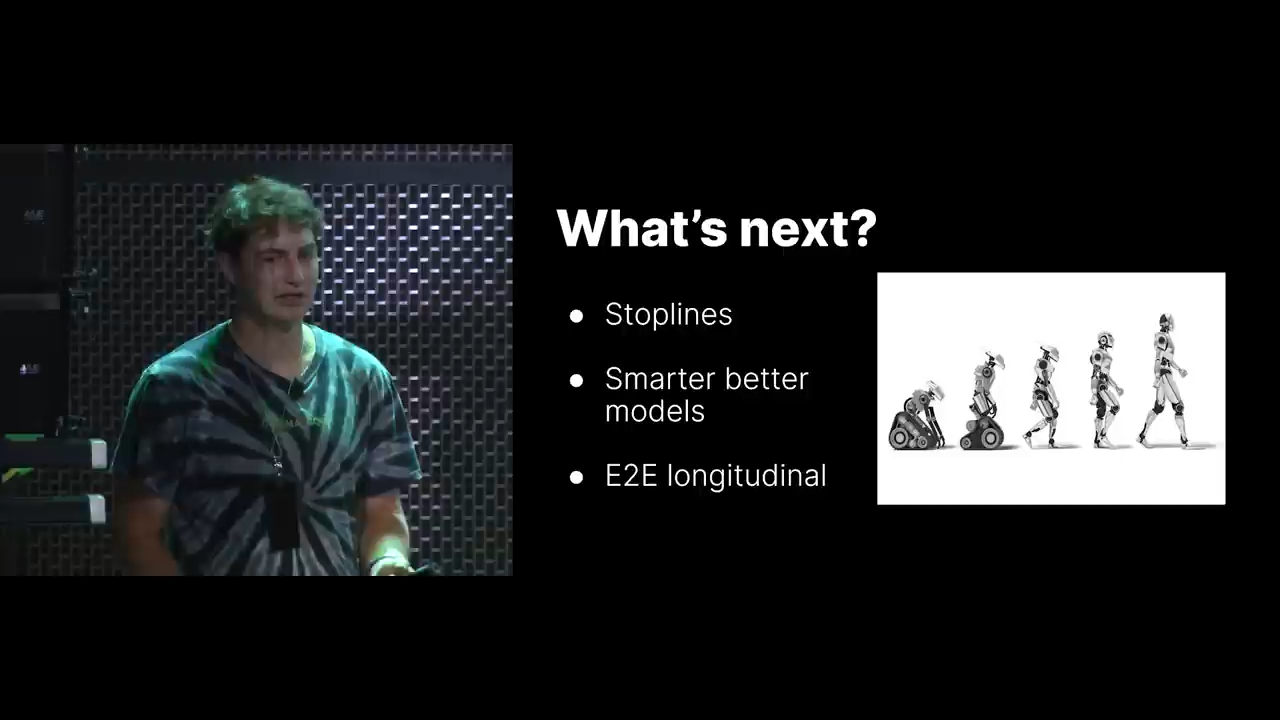 What's next?
● Stoplines
● Smarter better
models
● E2E longitudinal